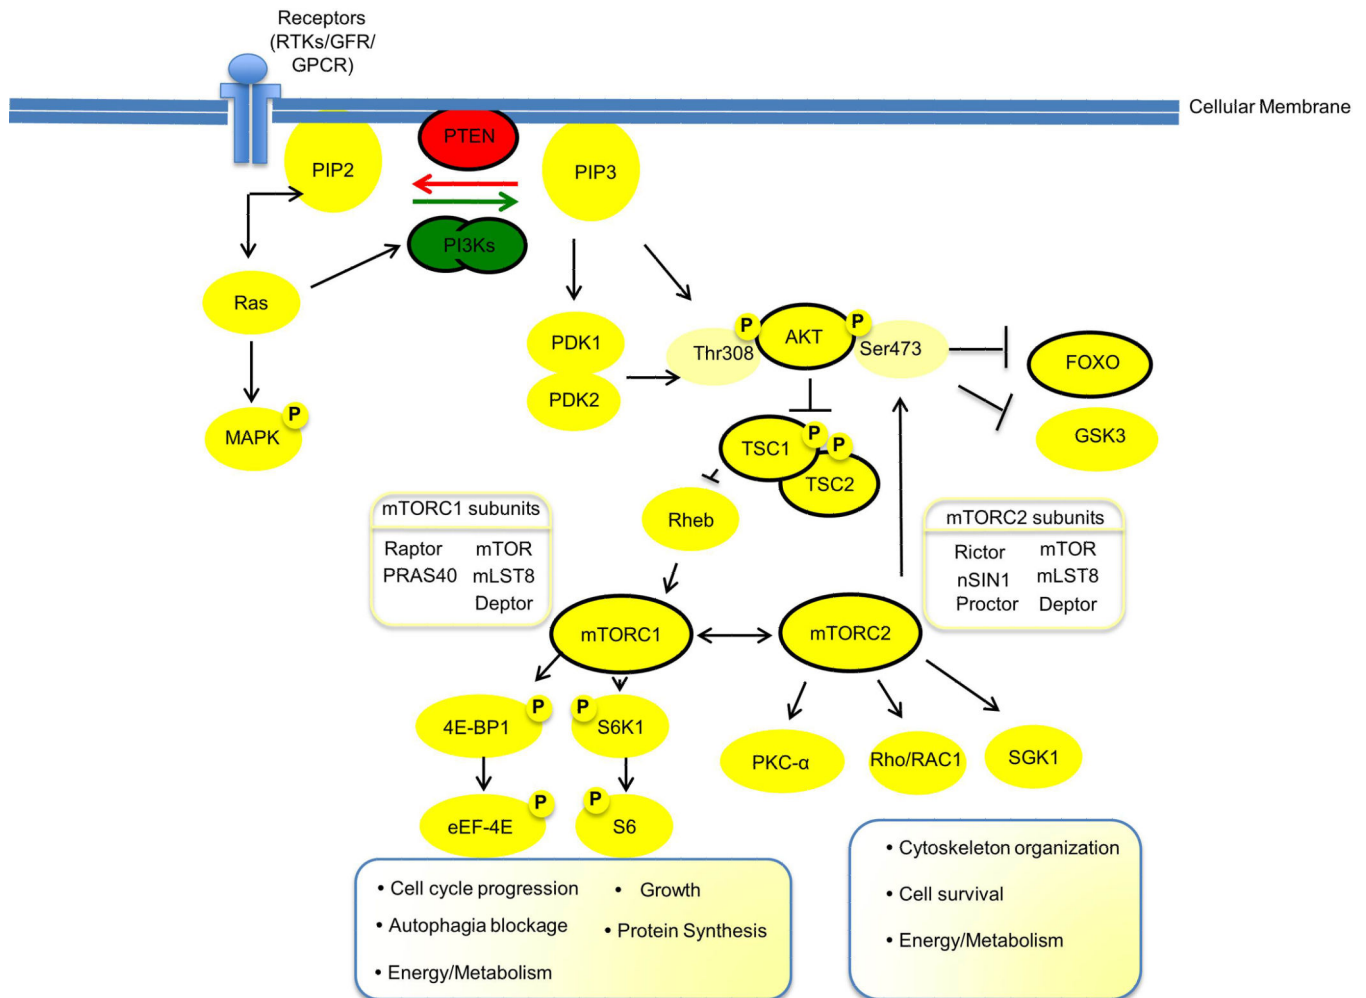 Receptors
(RTKs/GFR/
GPCR)
Cellular Membrane
PTEN
PIP2
PIP3
PI3Ks
Ras
P
AKT
P
PDK1
Thr308
Ser473
FOXO
PDK2
MAPK
P
GSK3
TSC1
P
P
TSC2
Rheb
mTORC1 subunits
Raptor mTOR
PRAS40 mLST8
Deptor
mTORC2 subunits
Rictor mTOR
nSIN1 mLST8
Proctor Deptor
mTORC1
mTORC2
4E-BP1
P
P
S6K1
PKC-α
Rho/RAC1
SGK1
eEF-4E
P
P
S6
• Cell cycle progression
• Growth
• Autophagia blockage
• Protein Synthesis
• Energy/Metabolism
• Cytoskeleton organization
• Cell survival
• Energy/Metabolism